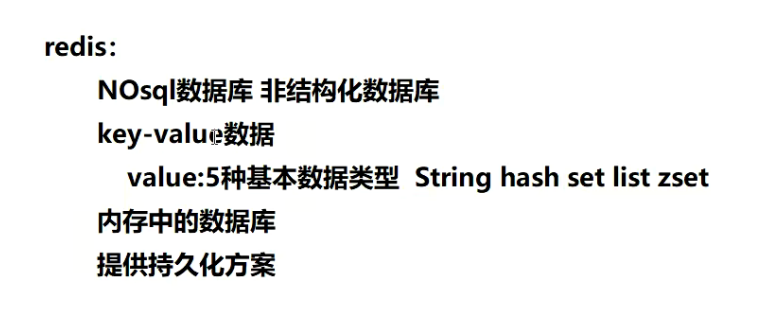 redis：
NOsql数据库 非结构化数据库
key-value数据
value:5种基本数据类型 String hash set list zset
内存中的数据库
提供持久化方案